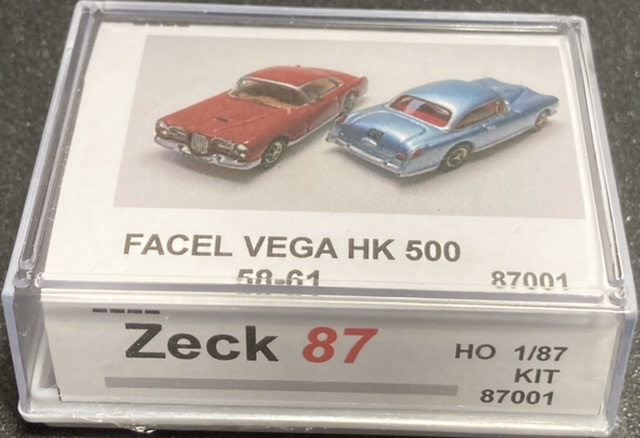 FACEL VEGA HK 500
58-61 87001
Zeck 87
HO 1/87
KIT
87001